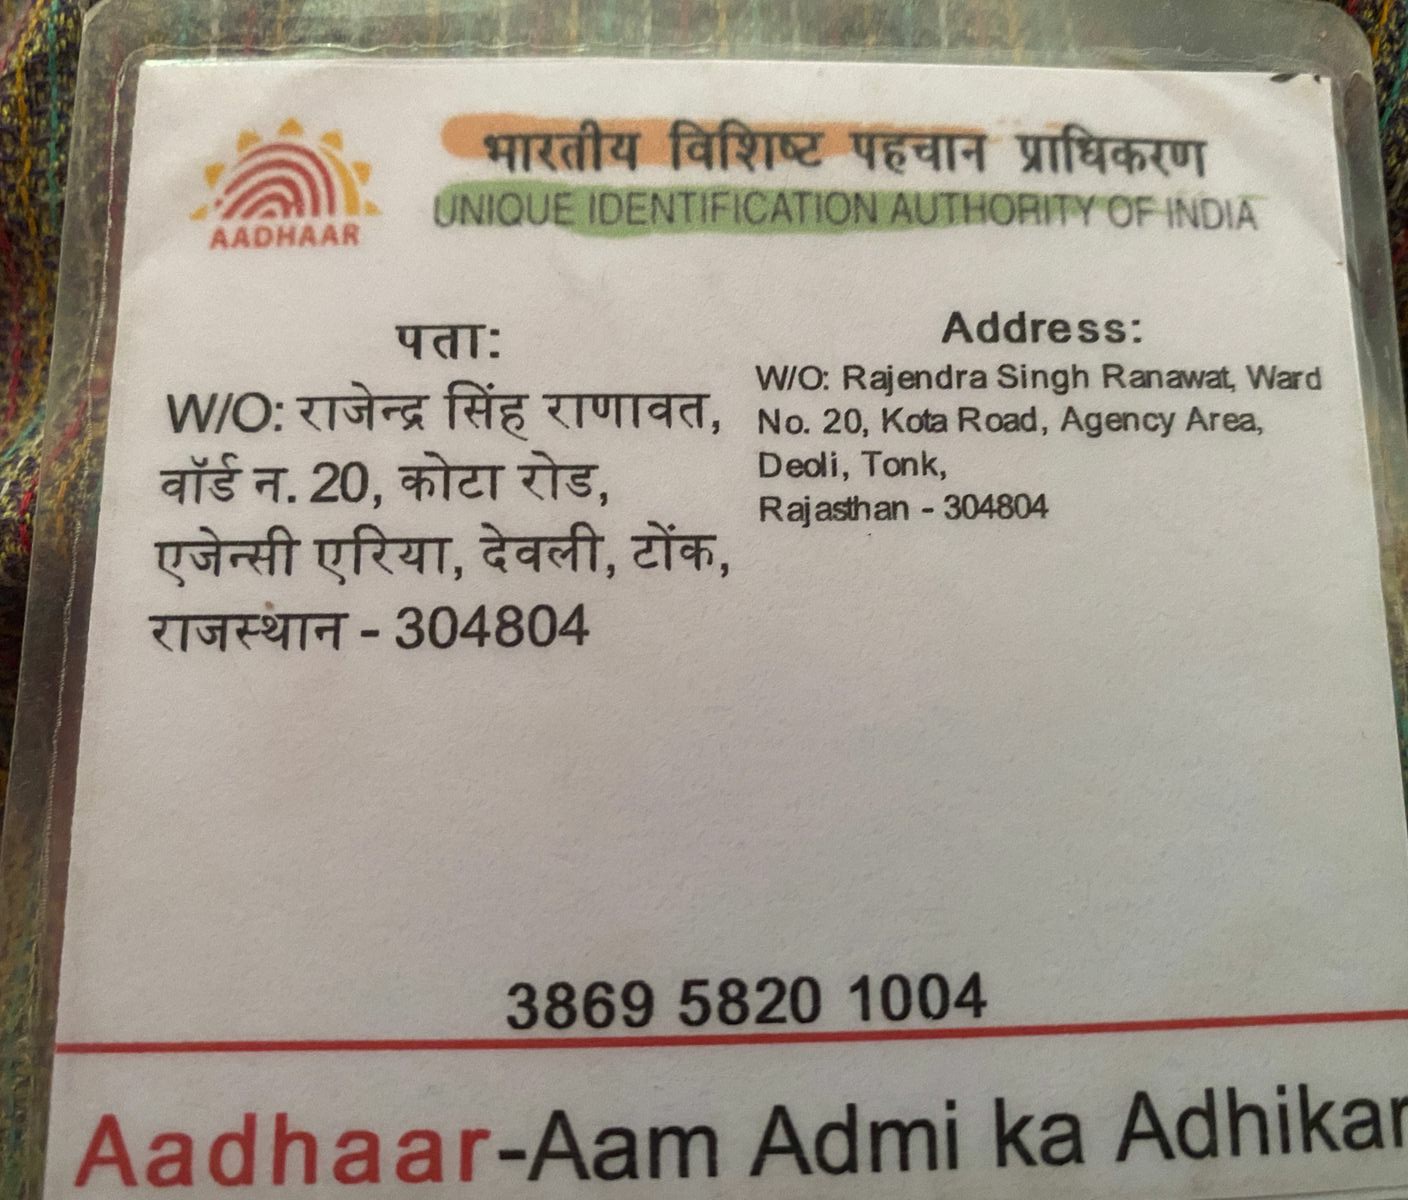 AADHAAR
भारतीय विशिष्ट पहचान प्राधिकरण
UNIQUE IDENTIFICATION AUTHORITY OF INDIA
पता:
W/O: राजेन्द्र सिंह राणावत,
वॉर्ड न. 20, कोटा रोड,
एजेन्सी एरिया, देवली, टोंक,
राजस्थान - 304804
Address:
W/O: Rajendra Singh Ranawat, Ward
No. 20, Kota Road, Agency Area,
Deoli, Tonk,
Rajasthan - 304804
3869 5820 1004
Aadhaar-Aam Admi ka Adhikar